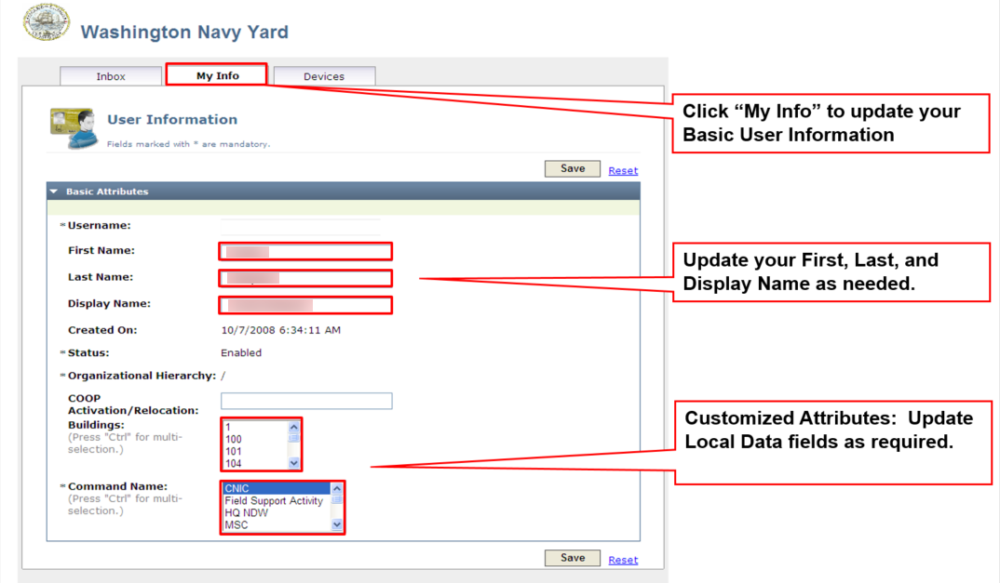 Washington Navy Yard
Inbox
My Info
Devices
Click “My Info” to update your
Basic User Information
User Information
Fields marked with * are mandatory.
Save
Reset
Basic Attributes
* Username:
First Name:
Last Name:
Update your First, Last, and
Display Name as needed.
Display Name:
Created On: 10/7/2008 6:34:11 AM
* Status: Enabled
* Organizational Hierarchy: /
COOP
Activation/Relocation:
Buildings:
(Press "Ctrl" for multi-
selection.)
1
100
101
104
Customized Attributes:  Update
Local Data fields as required.
* Command Name:
(Press "Ctrl" for multi-
selection.)
CNIC
Field Support Activity
HQ NDW
MSC
Save
Reset